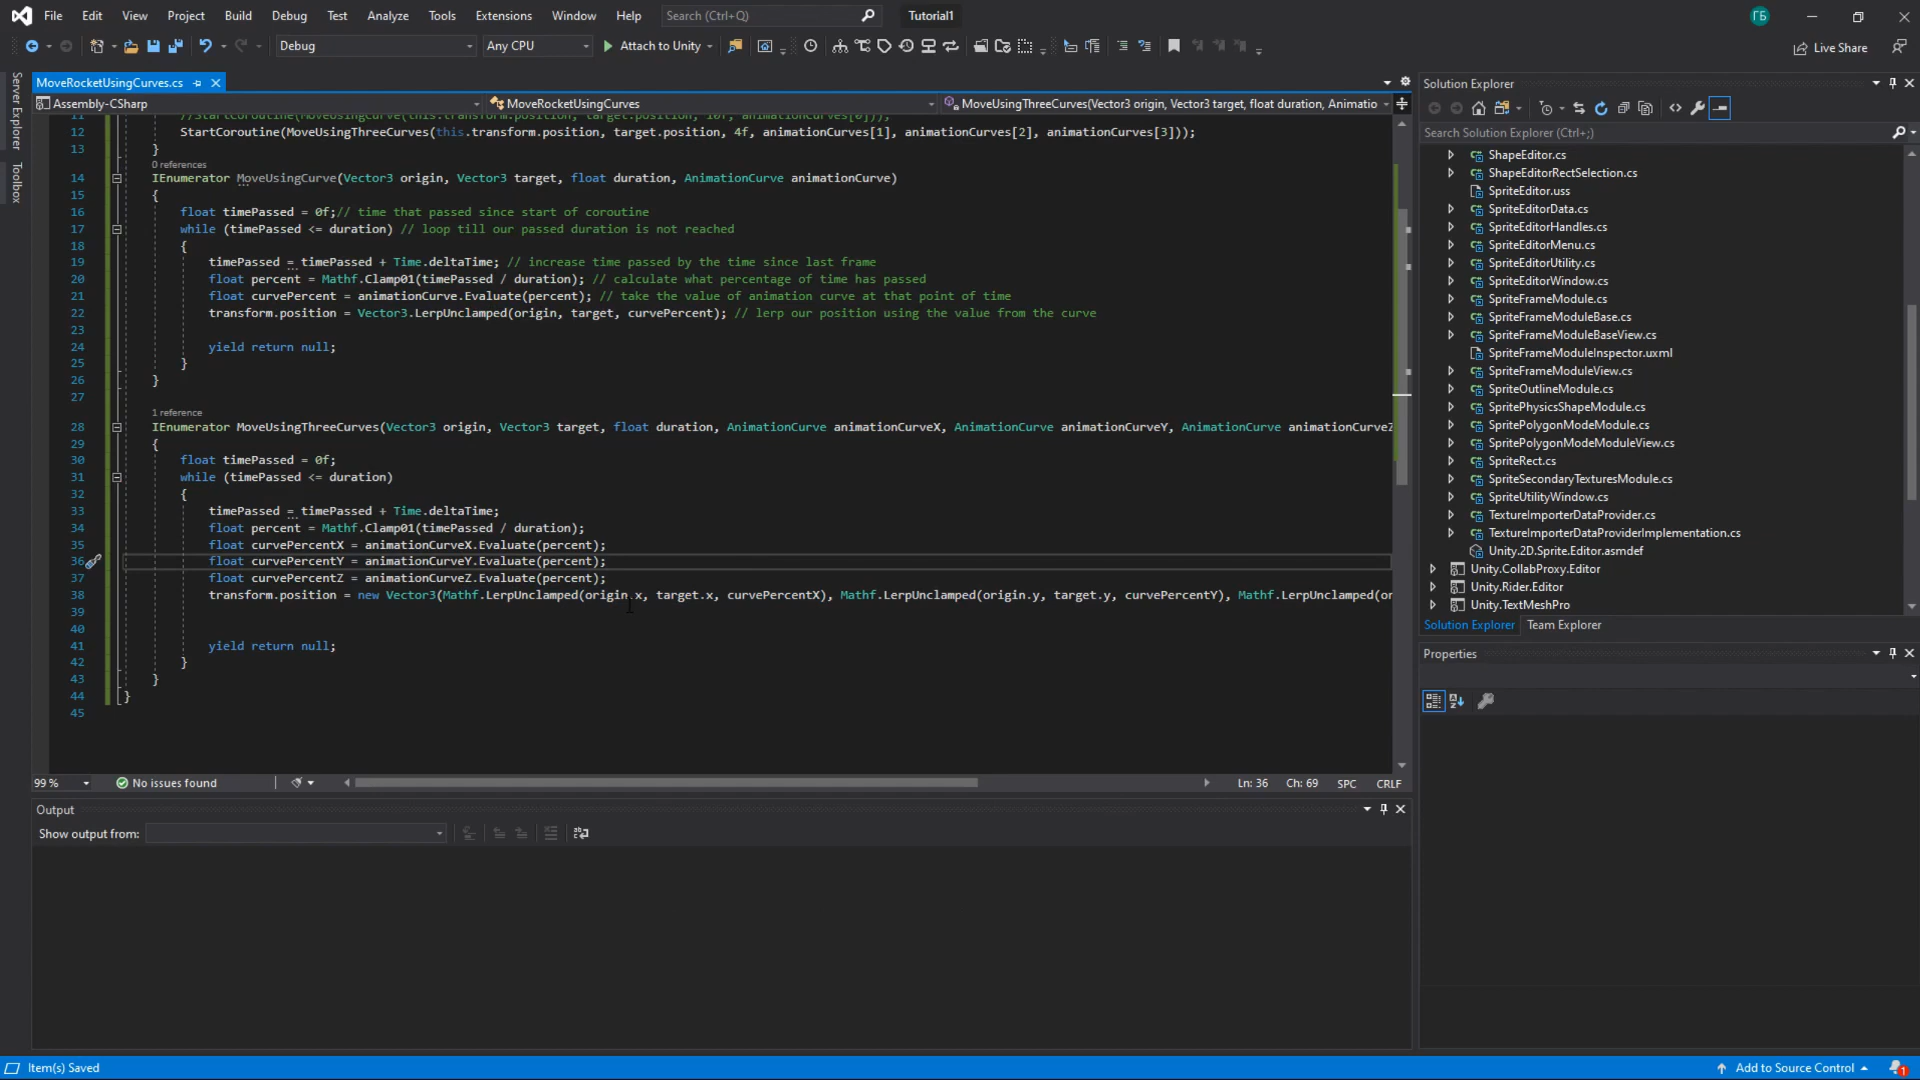 File Edit View Project Build Debug Test Analyze Tools Extensions Window Help Search (Ctrl+Q) Tutorial1 ГБ
Debug Any CPU Attach to Unity Live Share
Server Explorer
Toolbox
MoveRocketUsingCurves.cs
Assembly-CSharp MoveRocketUsingCurves MoveUsingThreeCurves(Vector3 origin, Vector3 target, float duration, Animatio
11 //StartCoroutine(MoveUsingCurve(this.transform.position, target.position, 10f, animationCurves[0]));
12 StartCoroutine(MoveUsingThreeCurves(this.transform.position, target.position, 4f, animationCurves[1], animationCurves[2], animationCurves[3]));
13 }
0 references
14 IEnumerator MoveUsingCurve(Vector3 origin, Vector3 target, float duration, AnimationCurve animationCurve)
15 {
16 float timePassed = 0f;// time that passed since start of coroutine
17 while (timePassed <= duration) // loop till our passed duration is not reached
18 {
19 timePassed = timePassed + Time.deltaTime; // increase time passed by the time since last frame
20 float percent = Mathf.Clamp01(timePassed / duration); // calculate what percentage of time has passed
21 float curvePercent = animationCurve.Evaluate(percent); // take the value of animation curve at that point of time
22 transform.position = Vector3.LerpUnclamped(origin, target, curvePercent); // lerp our position using the value from the curve
23
24 yield return null;
25 }
26 }
27
1 reference
28 IEnumerator MoveUsingThreeCurves(Vector3 origin, Vector3 target, float duration, AnimationCurve animationCurveX, AnimationCurve animationCurveY, AnimationCurve animationCurveZ
29 {
30 float timePassed = 0f;
31 while (timePassed <= duration)
32 {
33 timePassed = timePassed + Time.deltaTime;
34 float percent = Mathf.Clamp01(timePassed / duration);
35 float curvePercentX = animationCurveX.Evaluate(percent);
36 float curvePercentY = animationCurveY.Evaluate(percent);
37 float curvePercentZ = animationCurveZ.Evaluate(percent);
38 transform.position = new Vector3(Mathf.LerpUnclamped(origin.x, target.x, curvePercentX), Mathf.LerpUnclamped(origin.y, target.y, curvePercentY), Mathf.LerpUnclamped(or
39
40
41 yield return null;
42 }
43 }
44 }
45
99 % No issues found Ln: 36 Ch: 69 SPC CRLF
Output
Show output from:
Solution Explorer
Search Solution Explorer (Ctrl+;)
ShapeEditor.cs
ShapeEditorRectSelection.cs
SpriteEditor.uss
SpriteEditorData.cs
SpriteEditorHandles.cs
SpriteEditorMenu.cs
SpriteEditorUtility.cs
SpriteEditorWindow.cs
SpriteFrameModule.cs
SpriteFrameModuleBase.cs
SpriteFrameModuleBaseView.cs
SpriteFrameModuleInspector.uxml
SpriteFrameModuleView.cs
SpriteOutlineModule.cs
SpritePhysicsShapeModule.cs
SpritePolygonModeModule.cs
SpritePolygonModeModuleView.cs
SpriteRect.cs
SpriteSecondaryTexturesModule.cs
SpriteUtilityWindow.cs
TextureImporterDataProvider.cs
TextureImporterDataProviderImplementation.cs
Unity.2D.Sprite.Editor.asmdef
Unity.CollabProxy.Editor
Unity.Rider.Editor
Unity.TextMeshPro
Solution Explorer Team Explorer
Properties
Item(s) Saved Add to Source Control 1